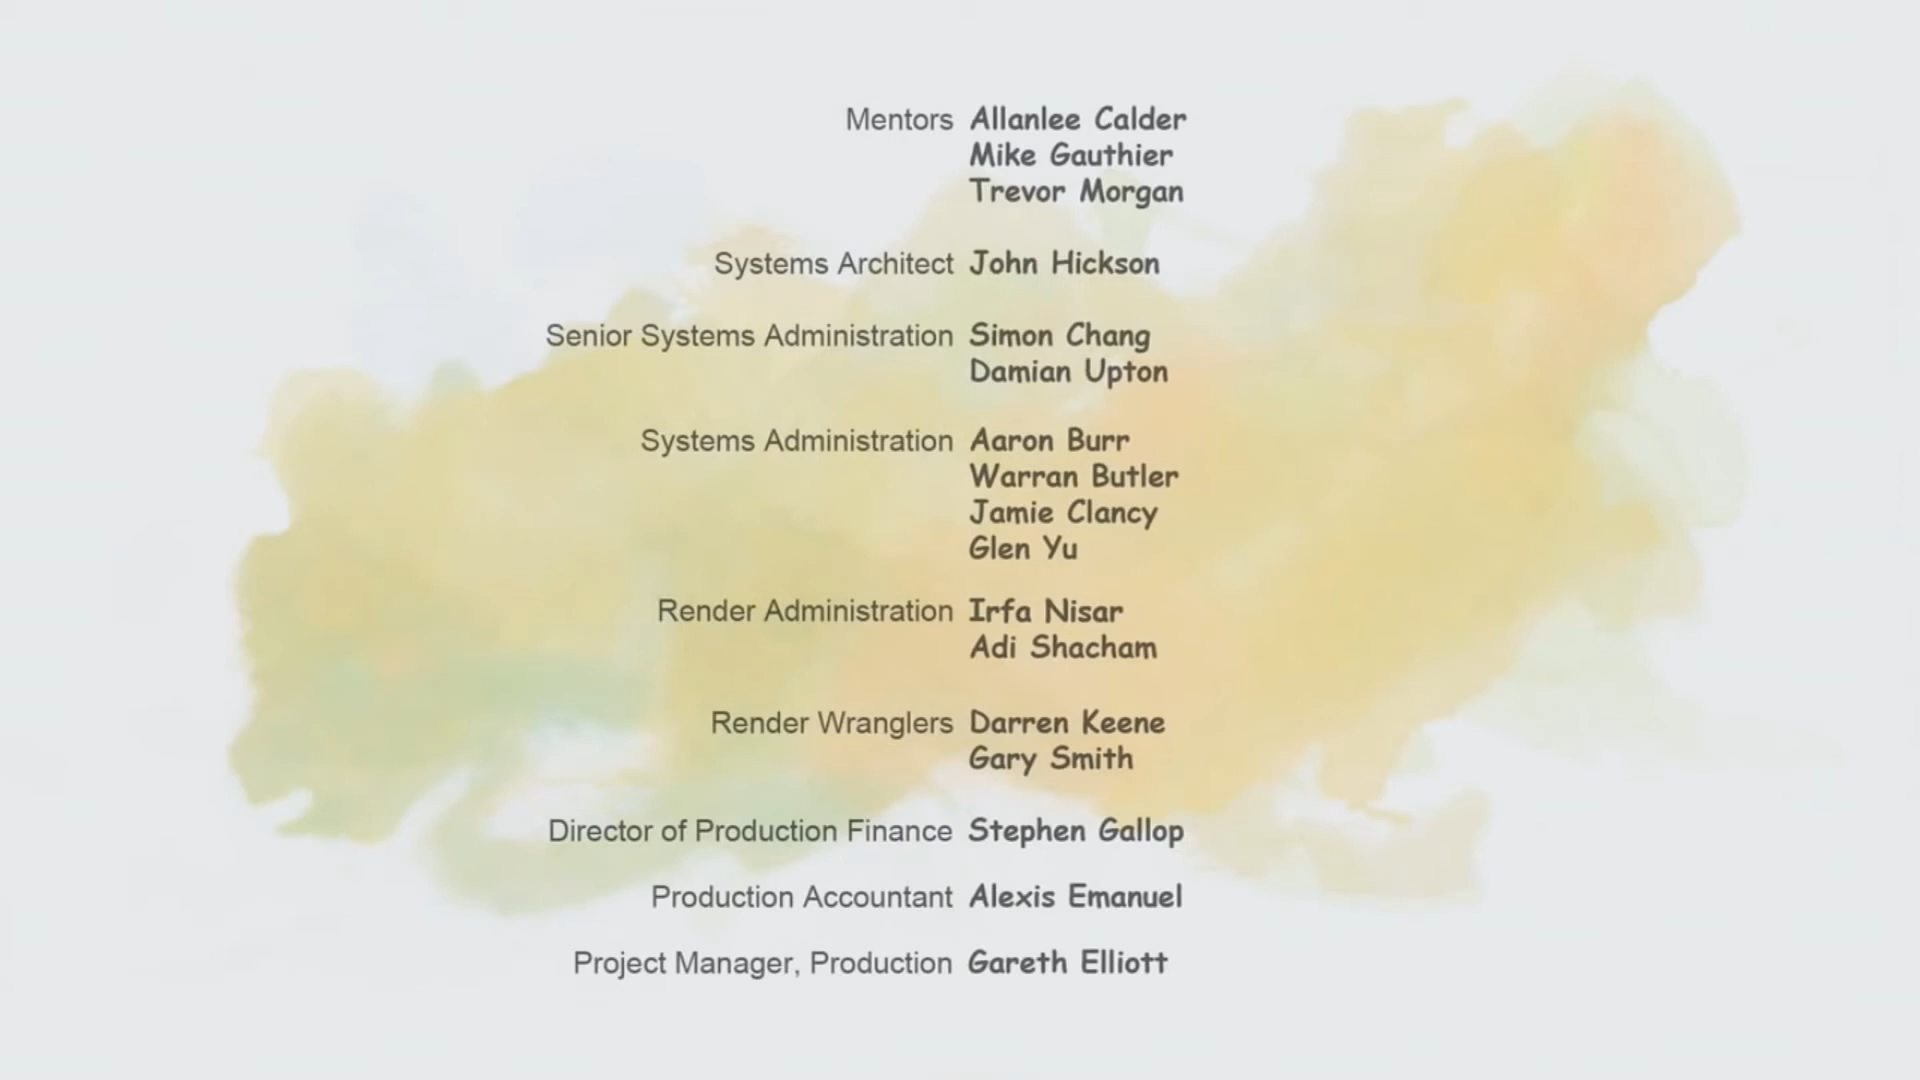 Mentors Allanlee Calder
Mike Gauthier
Trevor Morgan
Systems Architect John Hickson
Senior Systems Administration Simon Chang
Damian Upton
Systems Administration Aaron Burr
Warran Butler
Jamie Clancy
Glen Yu
Render Administration Irfa Nisar
Adi Shacham
Render Wranglers Darren Keene
Gary Smith
Director of Production Finance Stephen Gallop
Production Accountant Alexis Emanuel
Project Manager, Production Gareth Elliott